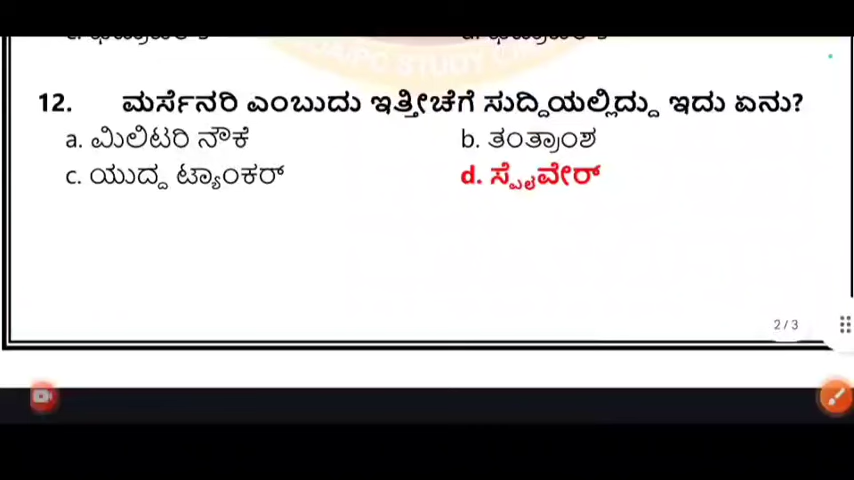 12. ಮರ್ಸೆನರಿ ಎಂಬುದು ಇತ್ತೀಚೆಗೆ ಸುದ್ದಿಯಲ್ಲಿದ್ದು ಇದು ಏನು?
a. ಮಿಲಿಟರಿ ನೌಕೆ b. ತಂತ್ರಾಂಶ
c. ಯುದ್ದ ಟ್ಯಾಂಕರ್ d. ಸ್ಪೈವೇರ್
2 / 3